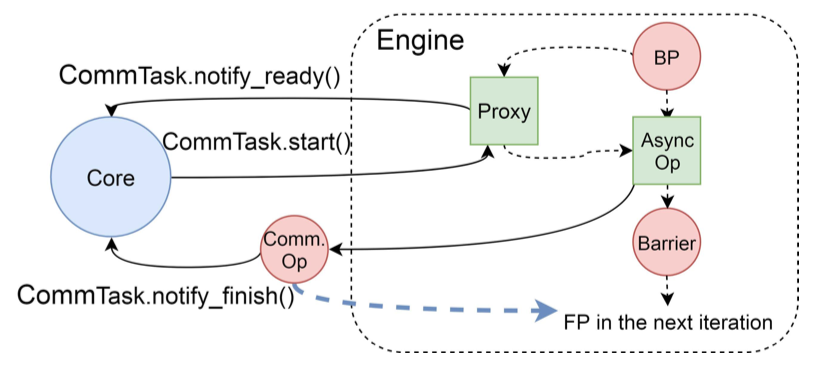 Engine
BP
CommTask.notify_ready()
Proxy
CommTask.start()
Async
Op
Core
Comm.
Op
Barrier
CommTask.notify_finish()
FP in the next iteration